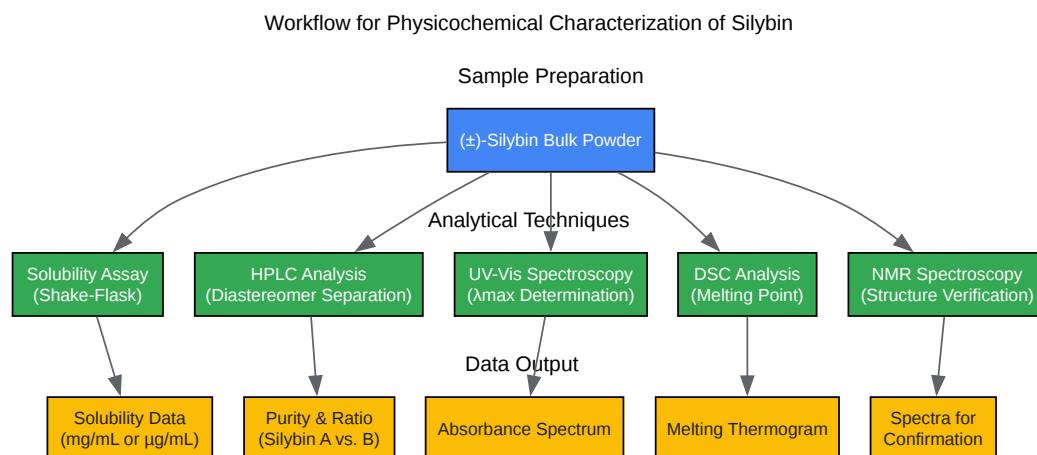 Workflow for Physicochemical Characterization of Silybin
Sample Preparation
(±)-Silybin Bulk Powder
Analytical Techniques
Solubility Assay
(Shake-Flask)
HPLC Analysis
(Diastereomer Separation)
UV-Vis Spectroscopy
(λmax Determination)
DSC Analysis
(Melting Point)
NMR Spectroscopy
(Structure Verification)
Data Output
Solubility Data
(mg/mL or µg/mL)
Purity & Ratio
(Silybin A vs. B)
Absorbance Spectrum
Melting Thermogram
Spectra for
Confirmation